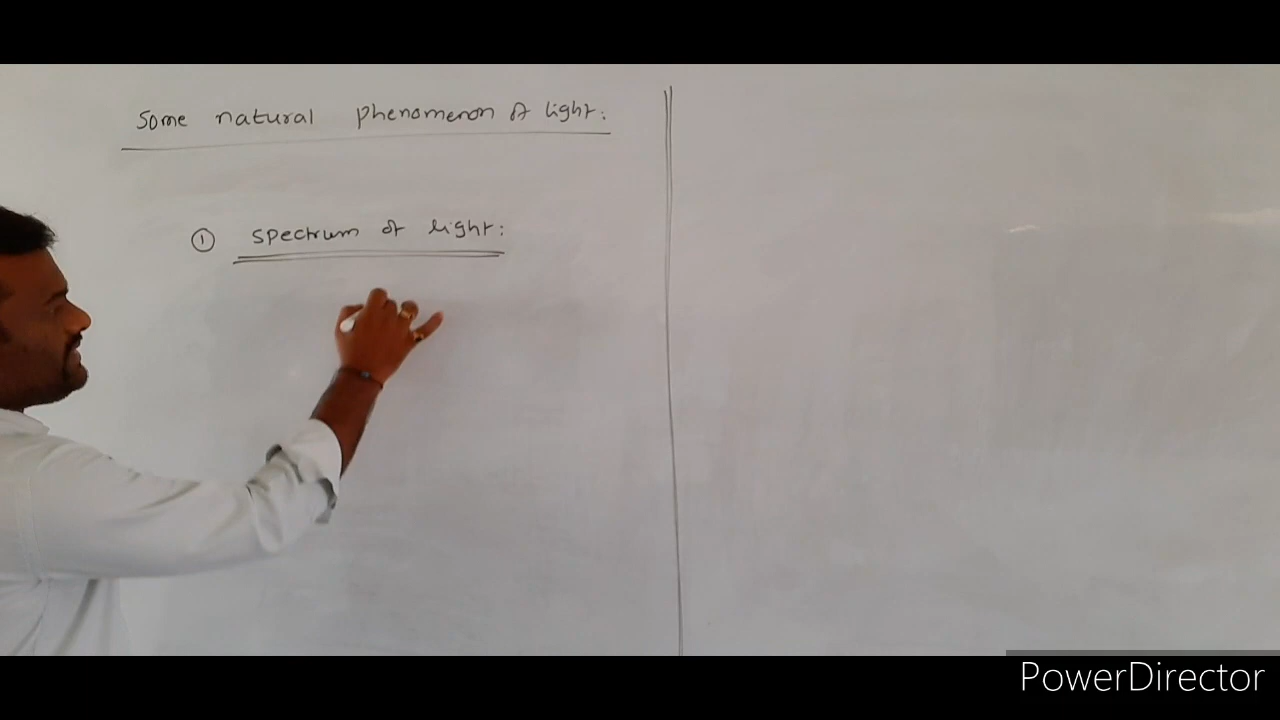 Some natural phenomenon of light:
① spectrum of light:
PowerDirector